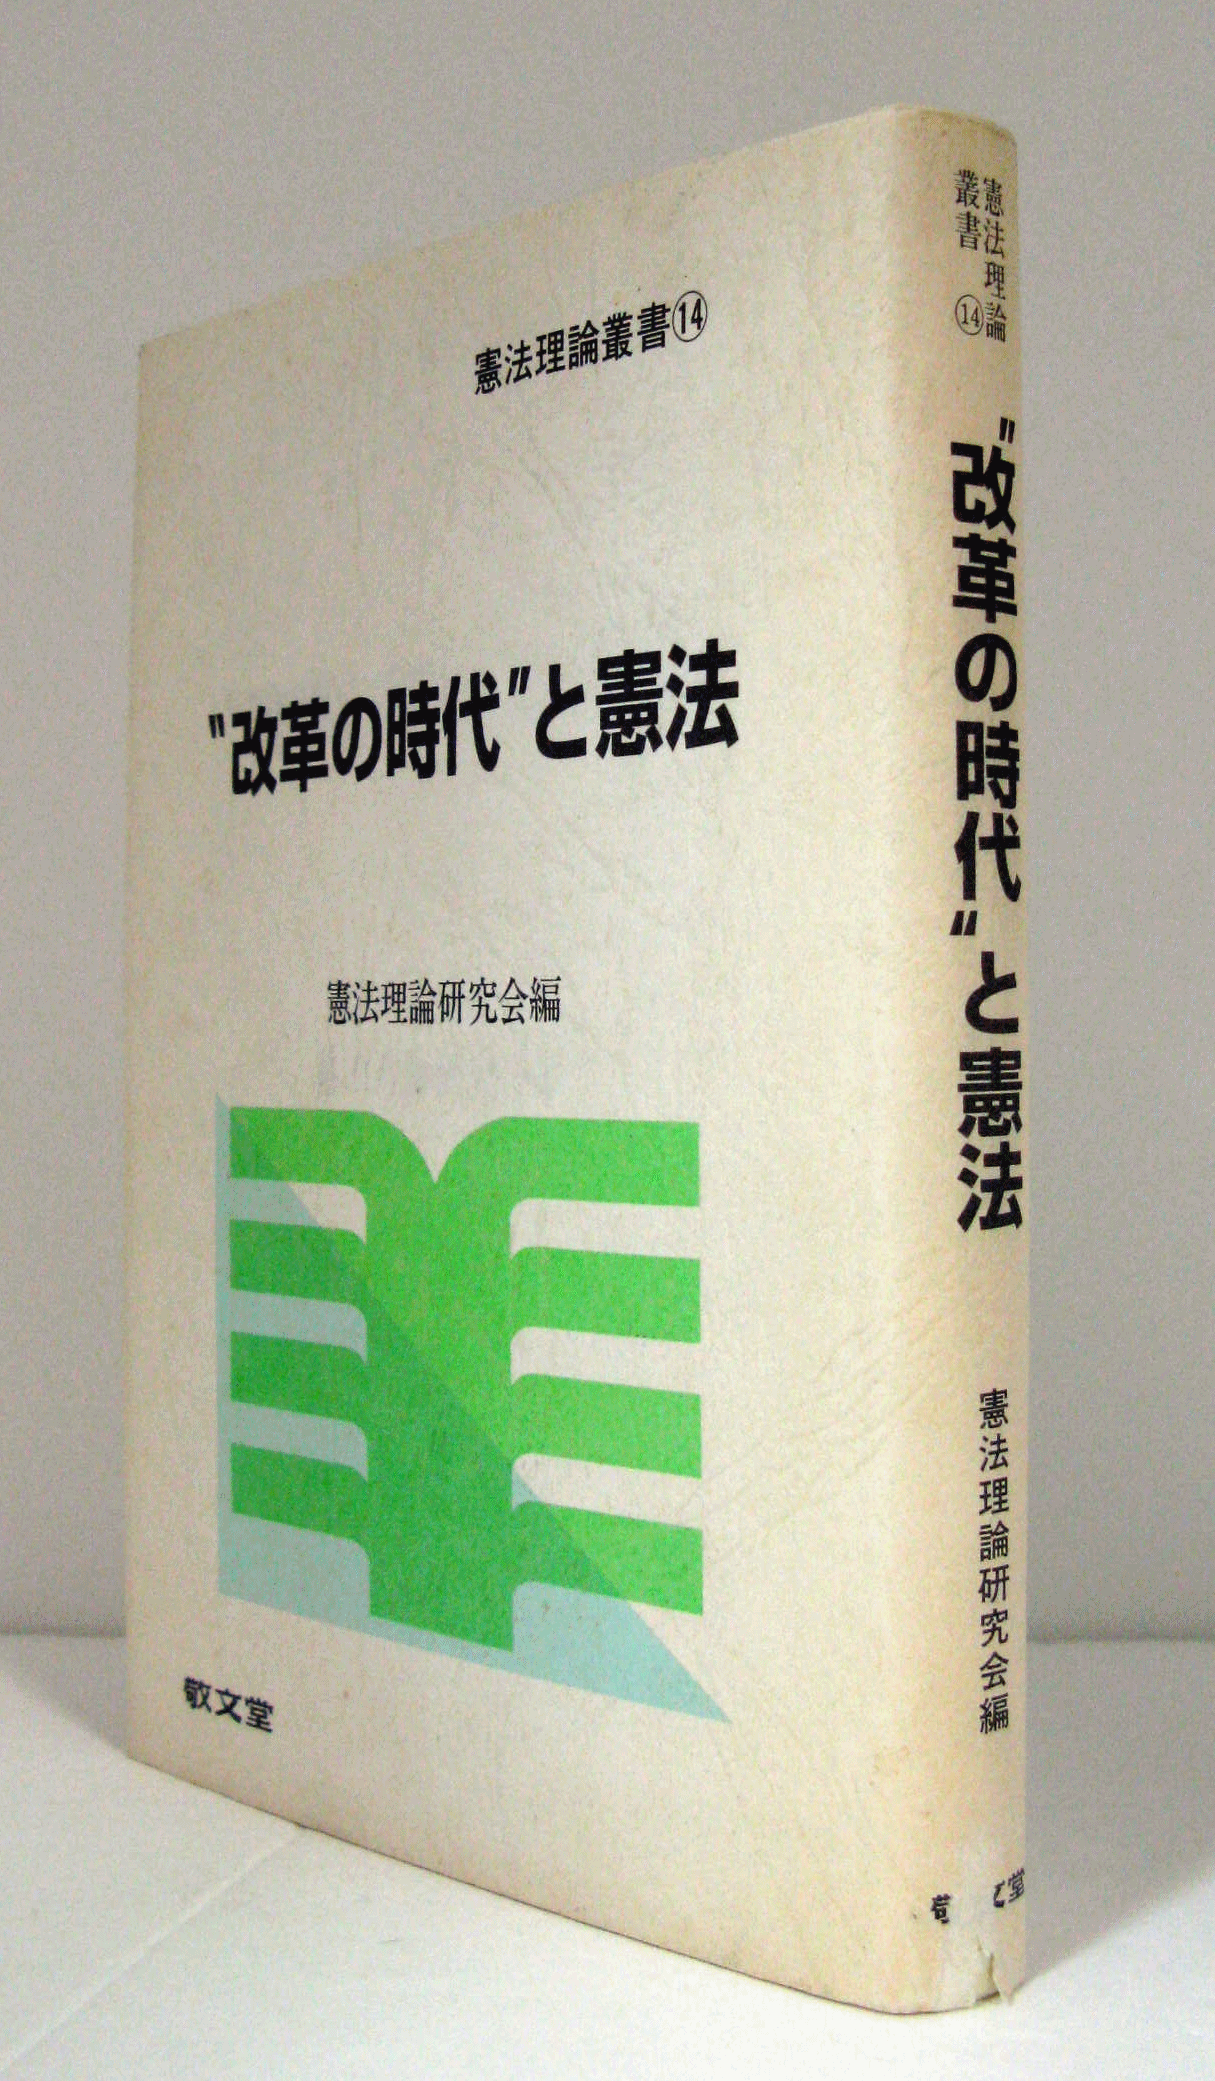 憲法理論叢書⑭
〝改革の時代〟と憲法
憲法理論研究会編
敬文堂
憲法理論
叢書⑭
〝改革の時代〟と憲法
憲法理論研究会編
堂